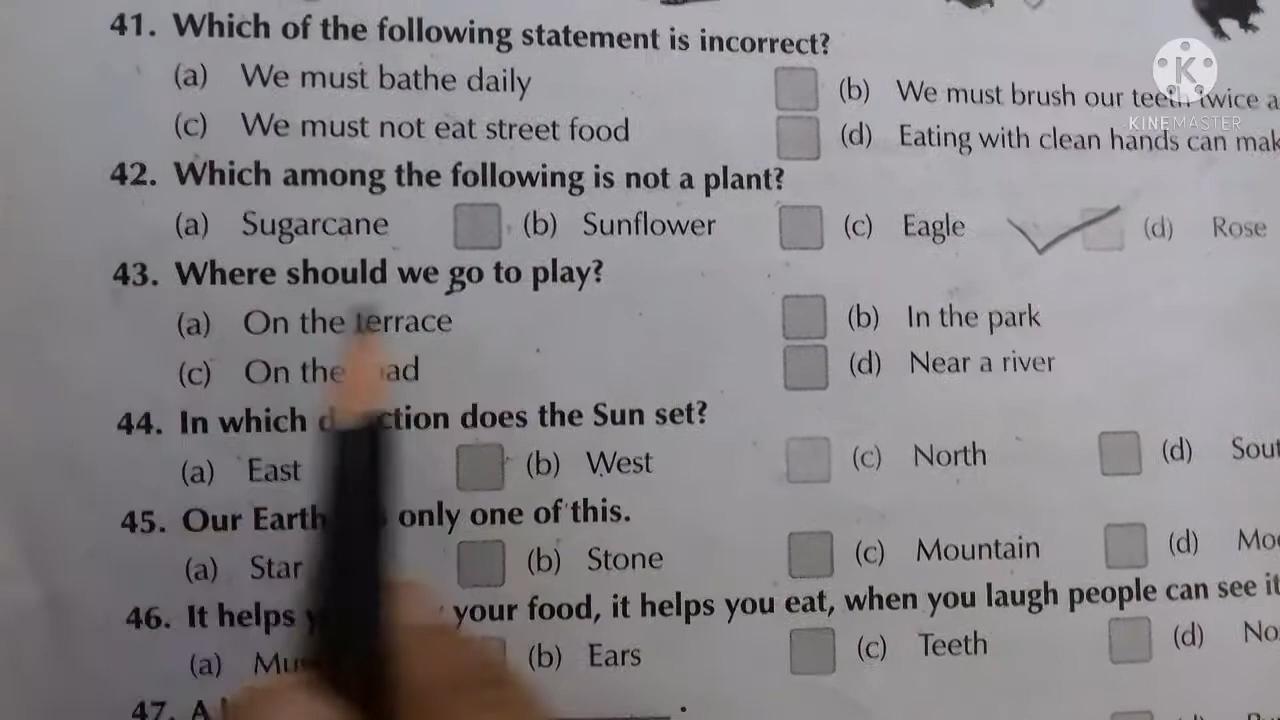 41. Which of the following statement is incorrect?
(a) We must bathe daily (b) We must brush our teeth twice a
(c) We must not eat street food (d) Eating with clean hands can
KINEMASTER
42. Which among the following is not a plant?
(a) Sugarcane (b) Sunflower (c) Eagle (d) Rose
43. Where should we go to play?
(a) On the terrace (b) In the park
(c) On the (d) Near a river
44. In which does the Sun set?
(a) East (b) West (c) North (d)
45. Our Earth only one of this.
(a) Star (b) Stone (c) Mountain (d)
46. It helps your food, it helps you eat, when you laugh people can see it
(a) (b) Ears (c) Teeth (d)
47. A